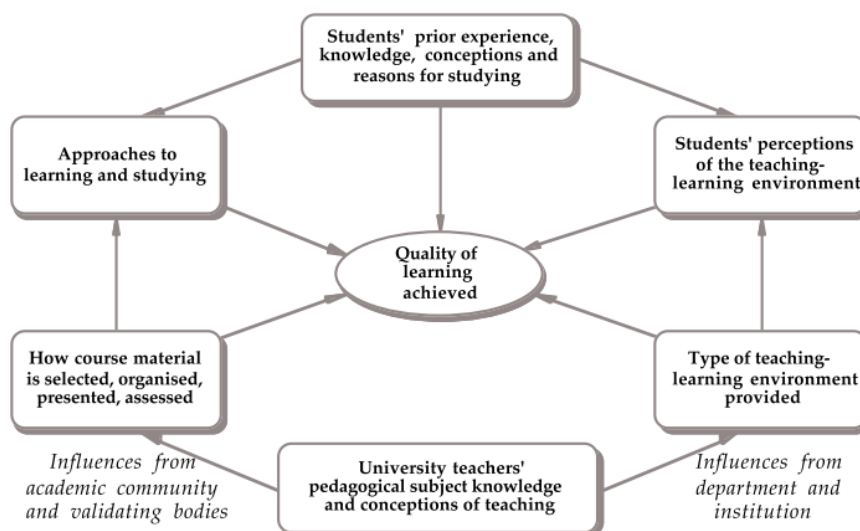 Students' prior experience,
knowledge, conceptions and
reasons for studying
Approaches to
learning and studying
Students' perceptions
of the teaching-
learning environment
Quality of
learning
achieved
How course material
is selected, organised,
presented, assessed
Type of teaching-
learning environment
provided
Influences from
academic community
and validating bodies
University teachers'
pedagogical subject knowledge
and conceptions of teaching
Influences from
department and
institution